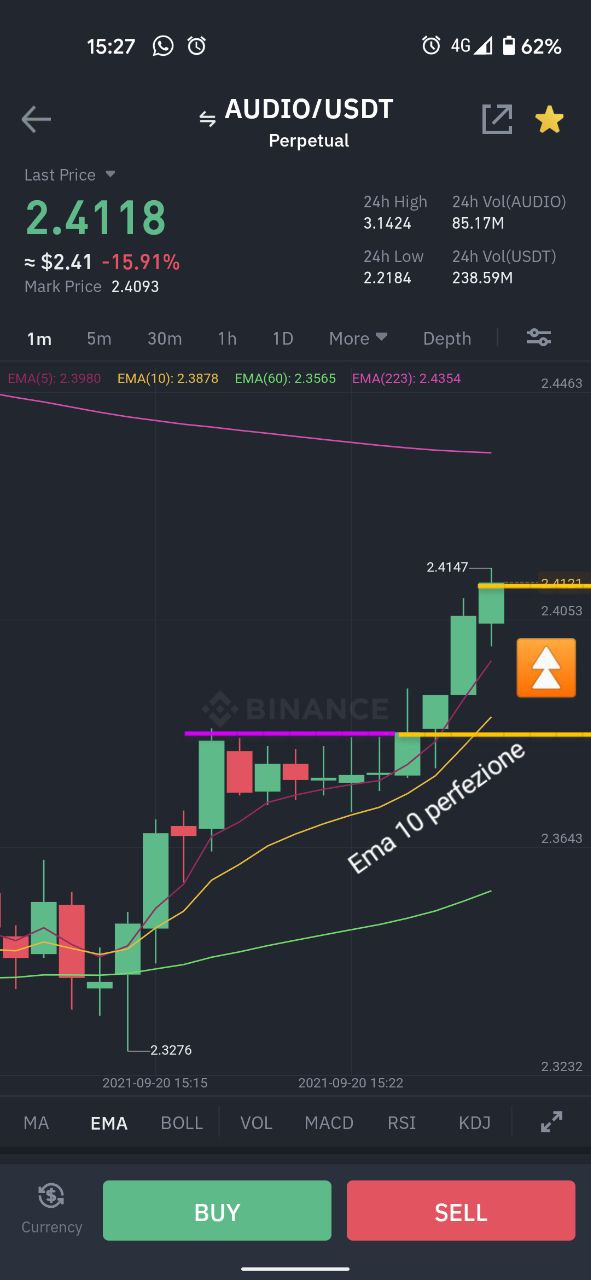 15:27 4G 62%
AUDIO/USDT
Perpetual
Last Price
2.4118
≈ $2.41 -15.91%
Mark Price 2.4093
24h High 24h Vol(AUDIO)
3.1424 85.17M
24h Low 24h Vol(USDT)
2.2184 238.59M
1m 5m 30m 1h 1D More Depth
EMA(5): 2.3980 EMA(10): 2.3878 EMA(60): 2.3565 EMA(223): 2.4354
2.4463
2.4147
2.4121
2.4053
BINANCE
Ema 10 perfezione
2.3643
2.3276
2.3232
2021-09-20 15:15 2021-09-20 15:22
MA EMA BOLL VOL MACD RSI KDJ
Currency
BUY SELL